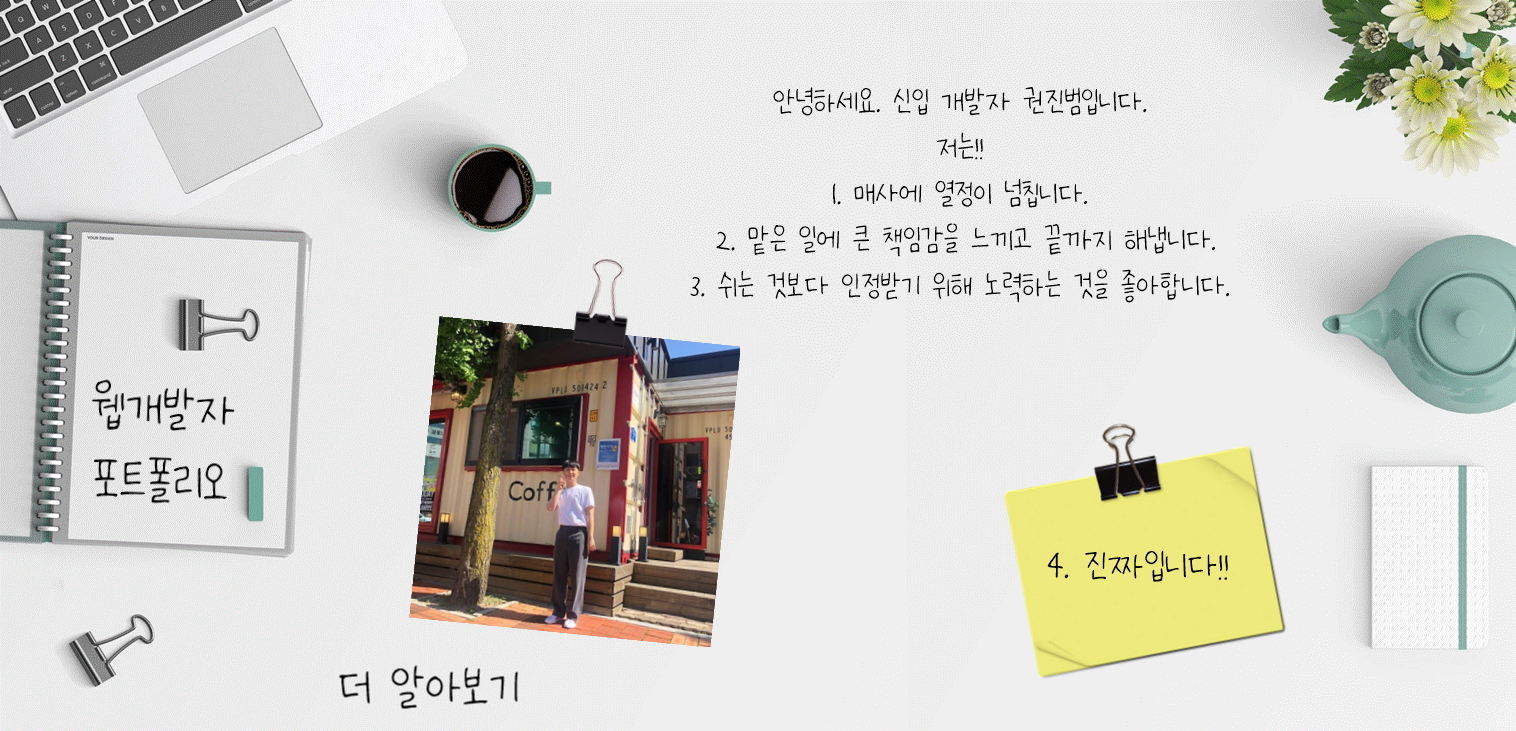 안녕하세요. 신입 개발자 권진범입니다.
저는!!
1. 매사에 열정이 넘칩니다.
2. 맡은 일에 큰 책임감을 느끼고 끝까지 해냅니다.
3. 쉬는 것보다 인정받기 위해 노력하는 것을 좋아합니다.
YOUR DESIGN
웹개발자
포트폴리오
VPLU 501424 2
VPLU 50
Coff
4. 진짜입니다!!
더 알아보기